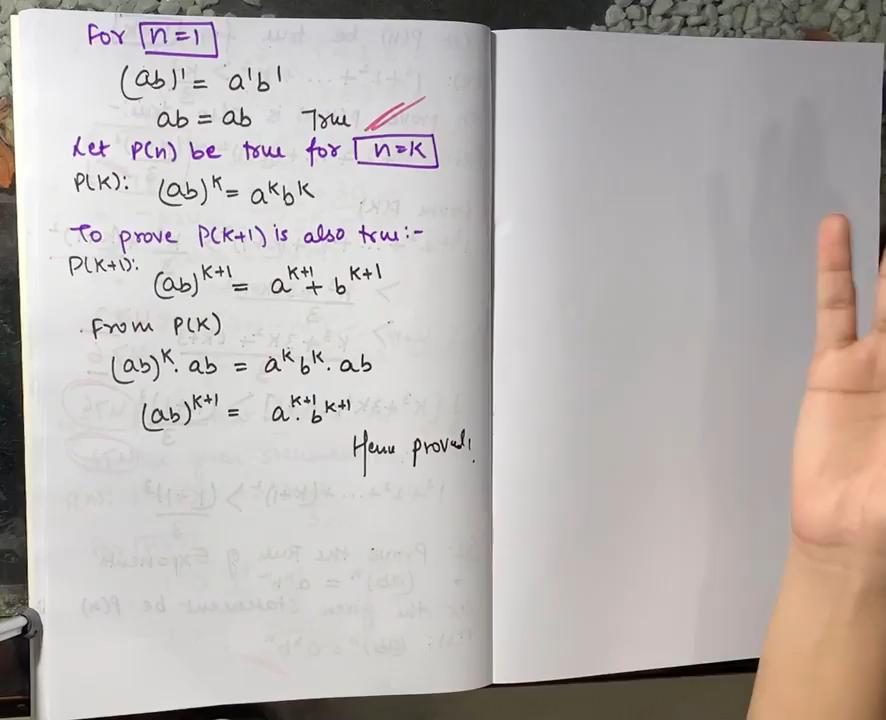 For n=1
(ab)¹ = a¹b¹
ab = ab True
Let P(n) be true for n=K
P(K): (ab)^K = a^K b^K
To prove P(K+1) is also true:-
P(K+1): (ab)^K+1 = a^K+1 + b^K+1
From P(K)
(ab)^K . ab = a^K b^K . ab
(ab)^K+1 = a^K+1 . b^K+1
Hence proved.